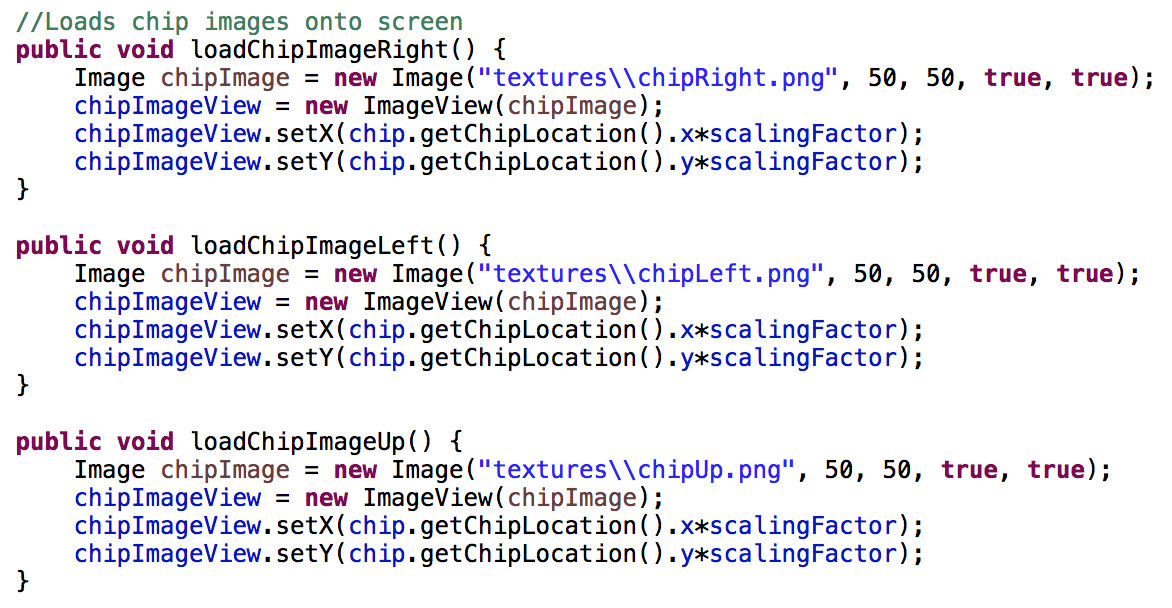 //Loads chip images onto screen
public void loadChipImageRight() {
    Image chipImage = new Image("textures\\chipRight.png", 50, 50, true, true);
    chipImageView = new ImageView(chipImage);
    chipImageView.setX(chip.getChipLocation().x*scalingFactor);
    chipImageView.setY(chip.getChipLocation().y*scalingFactor);
}

public void loadChipImageLeft() {
    Image chipImage = new Image("textures\\chipLeft.png", 50, 50, true, true);
    chipImageView = new ImageView(chipImage);
    chipImageView.setX(chip.getChipLocation().x*scalingFactor);
    chipImageView.setY(chip.getChipLocation().y*scalingFactor);
}

public void loadChipImageUp() {
    Image chipImage = new Image("textures\\chipUp.png", 50, 50, true, true);
    chipImageView = new ImageView(chipImage);
    chipImageView.setX(chip.getChipLocation().x*scalingFactor);
    chipImageView.setY(chip.getChipLocation().y*scalingFactor);
}